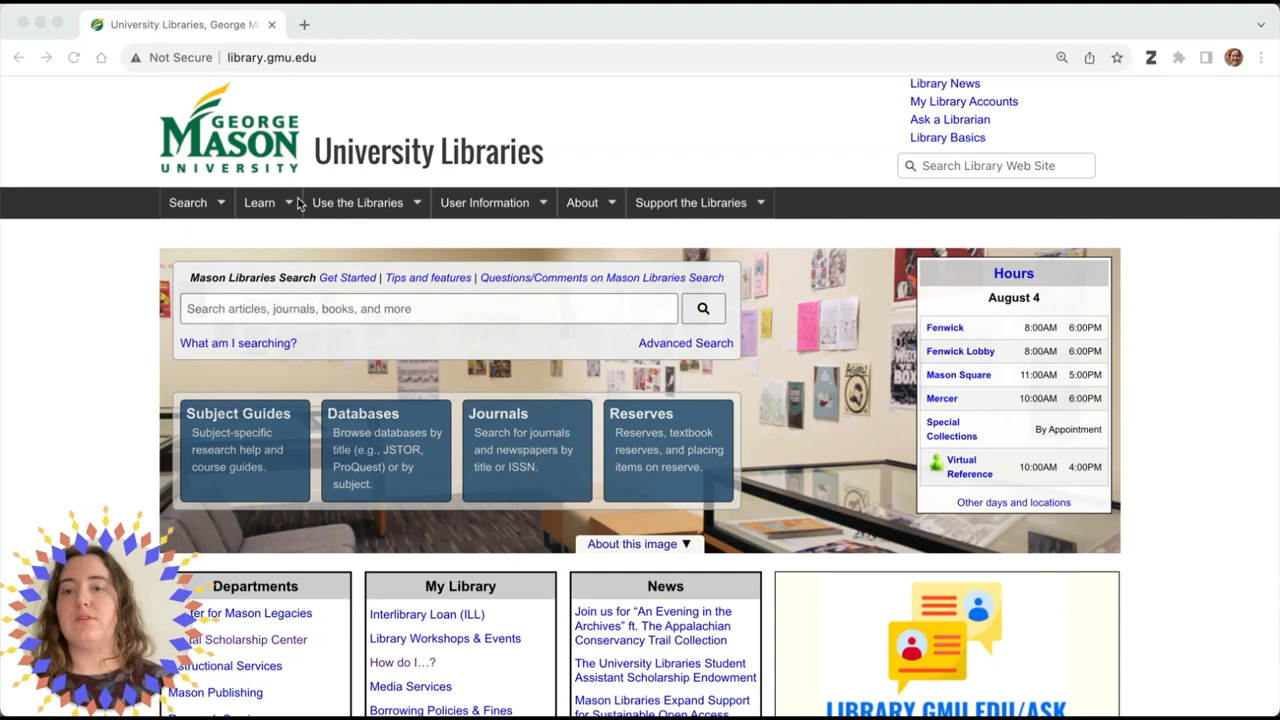 University Libraries, George M
Not Secure
library.gmu.edu
Library News
My Library Accounts
Ask a Librarian
Library Basics
GEORGE
MASON
UNIVERSITY
University Libraries
Search Library Web Site
Search
Learn
Use the Libraries
User Information
About
Support the Libraries
Mason Libraries Search Get Started | Tips and features | Questions/Comments on Mason Libraries Search
Search articles, journals, books, and more
What am I searching?
Advanced Search
Subject Guides
Subject-specific
research help and
course guides.
Databases
Browse databases by
title (e.g., JSTOR,
ProQuest) or by
subject.
Journals
Search for journals
and newspapers by
title or ISSN.
Reserves
Reserves, textbook
reserves, and placing
items on reserve.
Hours
August 4
Fenwick 8:00AM 6:00PM
Fenwick Lobby 8:00AM 6:00PM
Mason Square 11:00AM 5:00PM
Mercer 10:00AM 6:00PM
Special
Collections
By Appointment
Virtual
Reference
10:00AM 4:00PM
Other days and locations
About this image ▼
Departments
ter for Mason Legacies
tal Scholarship Center
structional Services
Mason Publishing
My Library
Interlibrary Loan (ILL)
Library Workshops & Events
How do I…?
Media Services
Borrowing Policies & Fines
News
Join us for “An Evening in the
Archives” ft. The Appalachian
Conservancy Trail Collection
The University Libraries Student
Assistant Scholarship Endowment
Mason Libraries Expand Support
for Sustainable Open Access
LIBRARY.GMU.EDU/ASK